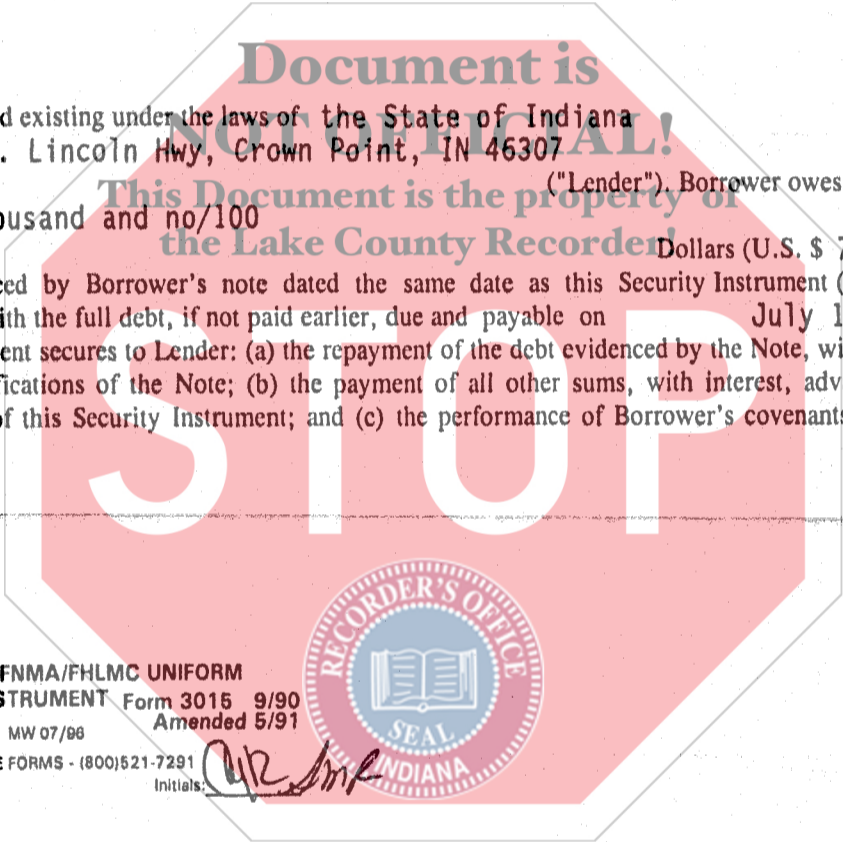 Document is
d existing under the laws of the State of Indiana
NOT OFFICIAL!
. Lincoln Hwy, Crown Point, IN 46307
("Lender"). Borrower owes
This Document is the property of
ousand and no/100
the Lake County Recorder!
Dollars (U.S. $ 7
ced by Borrower's note dated the same date as this Security Instrument (
ith the full debt, if not paid earlier, due and payable on July 1
ent secures to Lender: (a) the repayment of the debt evidenced by the Note, wi
fications of the Note; (b) the payment of all other sums, with interest, adv
of this Security Instrument; and (c) the performance of Borrower's covenants
STOP
RECORDER'S OFFICE
SEAL
INDIANA
FNMA/FHLMC UNIFORM
STRUMENT Form 3015 9/90
Amended 5/91
MW 07/96
E FORMS - (800)521-7291
Initials: